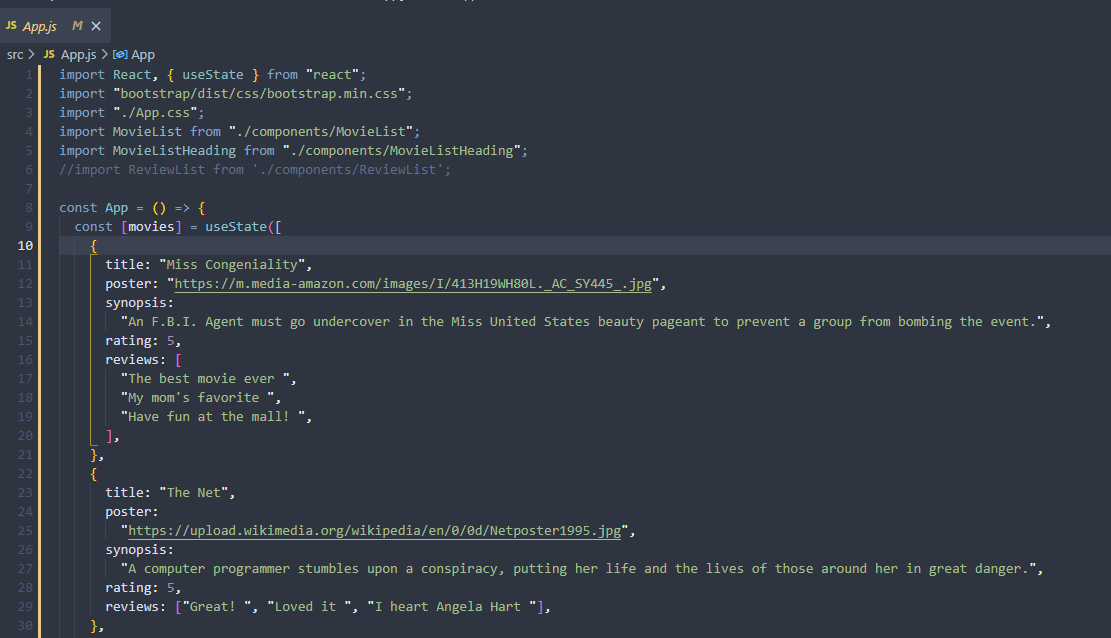 JS App.js M ×
src > JS App.js > App
1 import React, { useState } from "react";
2 import "bootstrap/dist/css/bootstrap.min.css";
3 import "./App.css";
4 import MovieList from "./components/MovieList";
5 import MovieListHeading from "./components/MovieListHeading";
6 //import ReviewList from './components/ReviewList';
7
8 const App = () => {
9   const [movies] = useState([
10     {
11       title: "Miss Congeniality",
12       poster: "https://m.media-amazon.com/images/I/413H19WH80L._AC_SY445_.jpg",
13       synopsis:
14         "An F.B.I. Agent must go undercover in the Miss United States beauty pageant to prevent a group from bombing the event.",
15       rating: 5,
16       reviews: [
17         "The best movie ever ",
18         "My mom's favorite ",
19         "Have fun at the mall! ",
20       ],
21     },
22     {
23       title: "The Net",
24       poster:
25         "https://upload.wikimedia.org/wikipedia/en/0/0d/Netposter1995.jpg",
26       synopsis:
27         "A computer programmer stumbles upon a conspiracy, putting her life and the lives of those around her in great danger.",
28       rating: 5,
29       reviews: ["Great! ", "Loved it ", "I heart Angela Hart "],
30     },